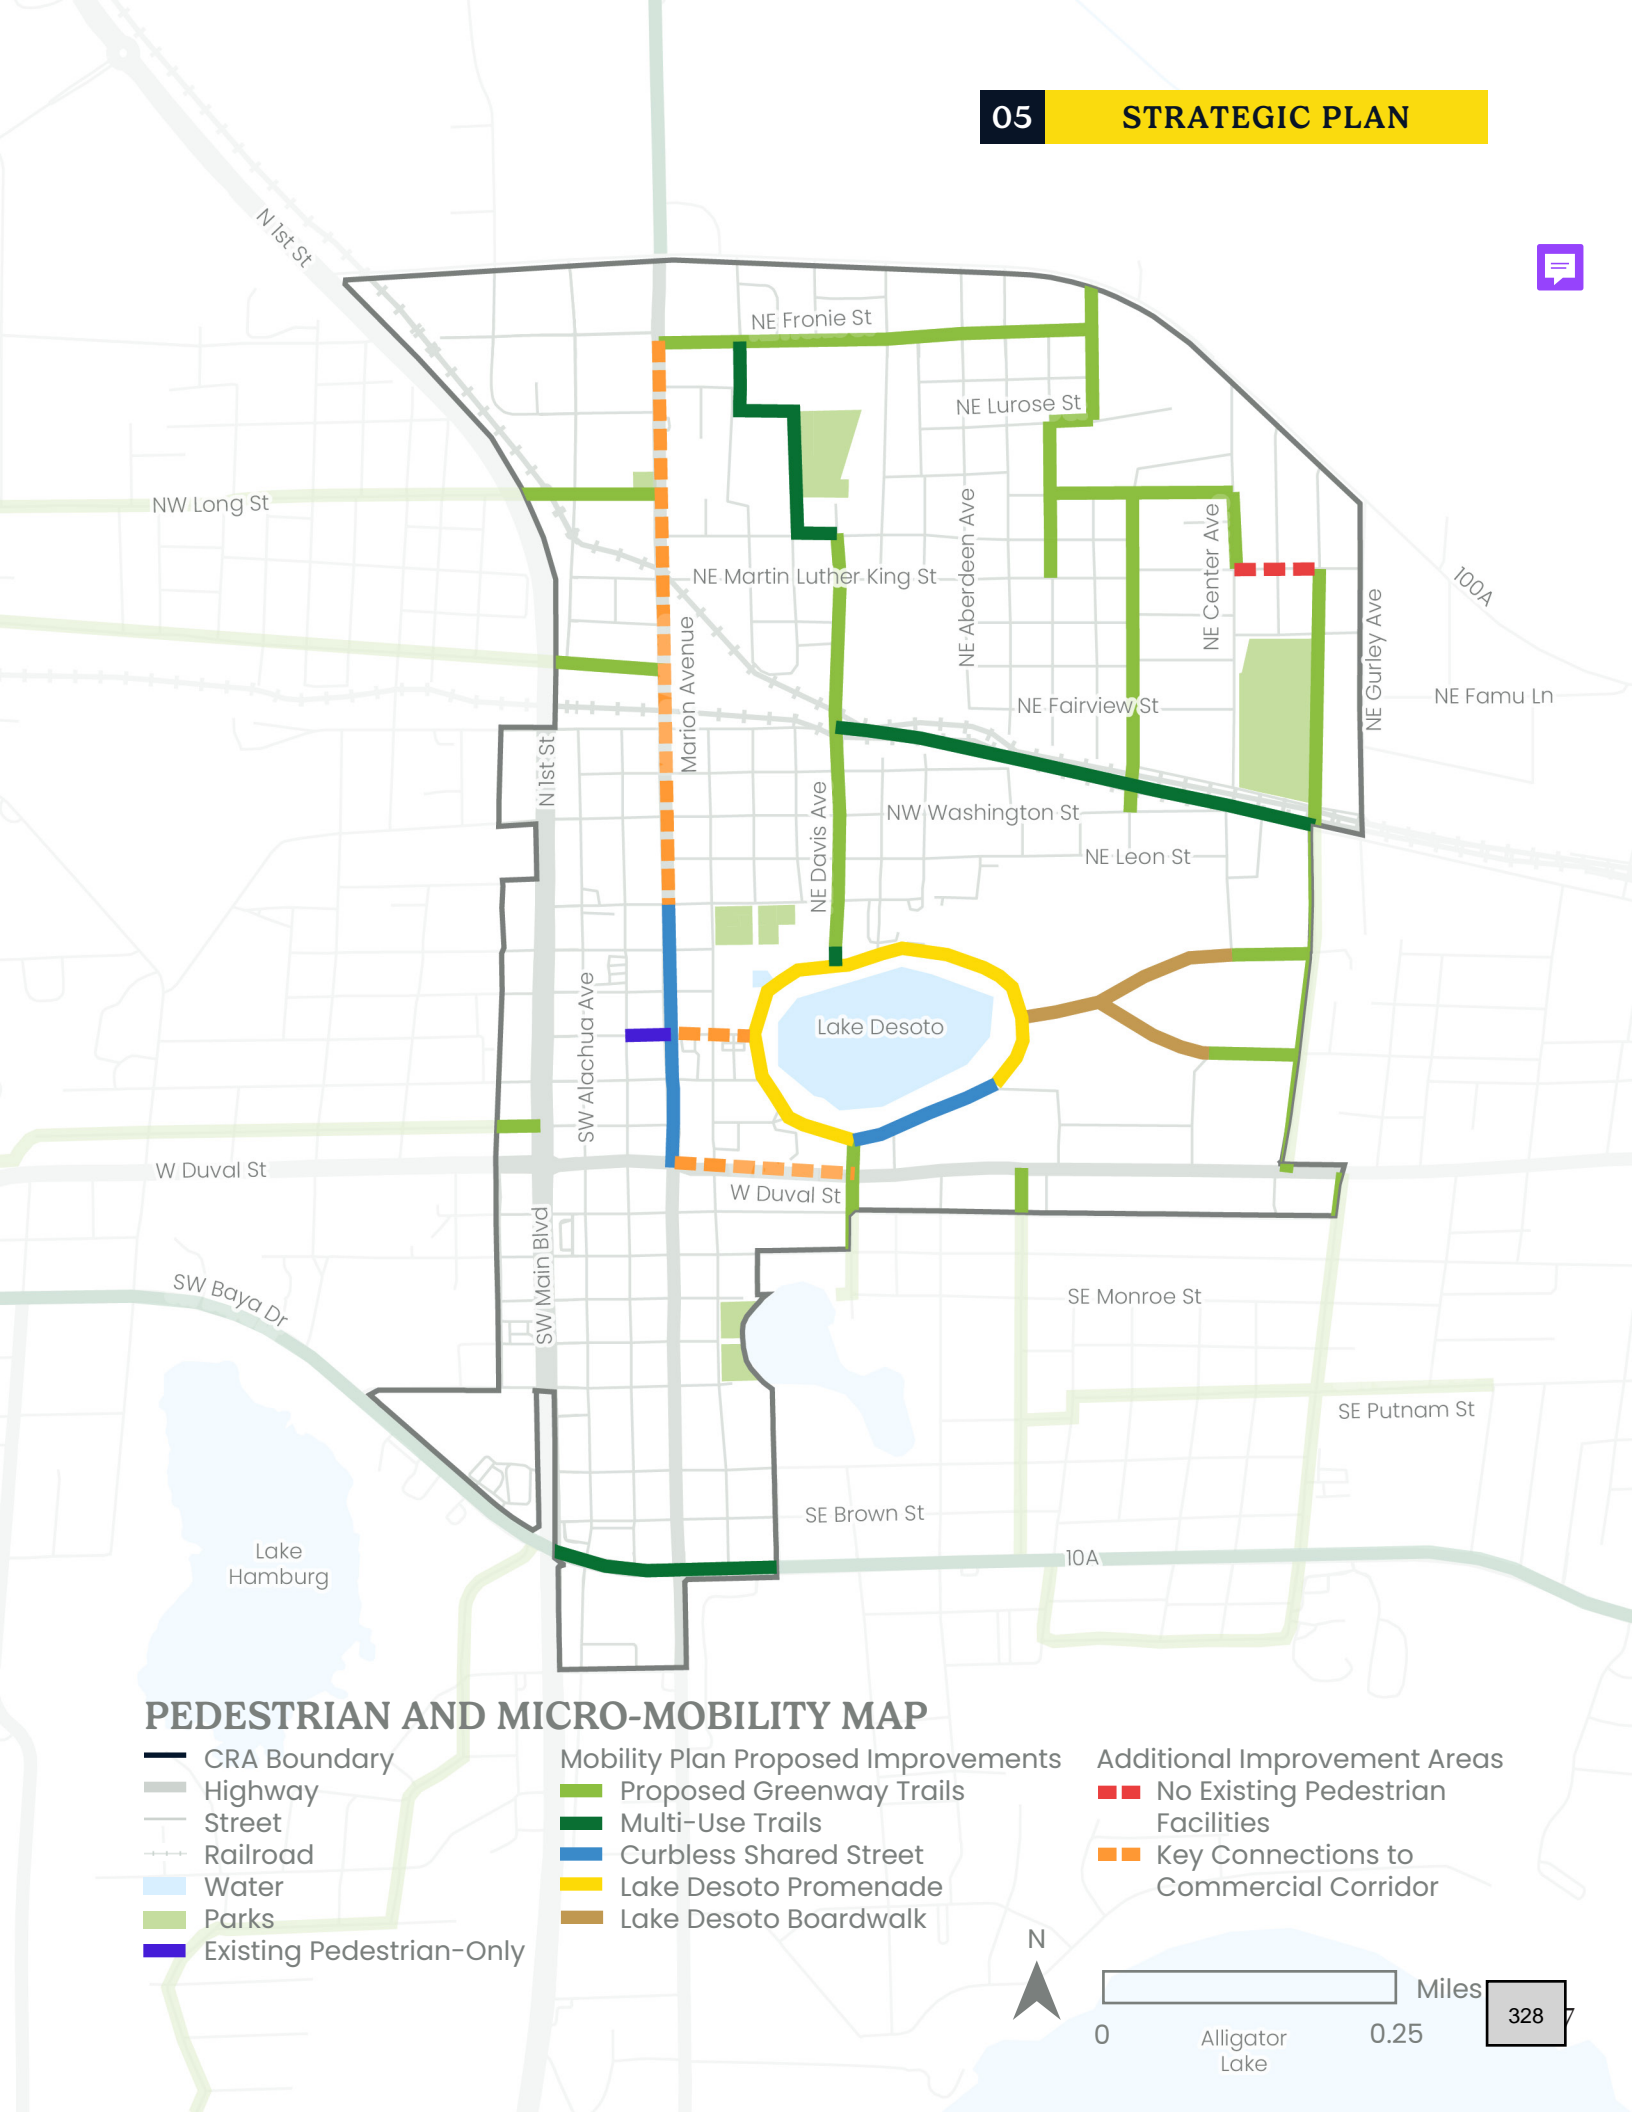 05 STRATEGIC PLAN
N 1st St
NE Fronie St
NE Lurose St
NW Long St
NE Martin Luther King St
NE Aberdeen Ave
NE Center Ave
100A
NE Gurley Ave
Marion Avenue
NE Fairview St
NE Famu Ln
N 1st St
NE Davis Ave
NW Washington St
NE Leon St
SW Alachua Ave
Lake Desoto
W Duval St
W Duval St
SW Main Blvd
SW Baya Dr
SE Monroe St
SE Putnam St
SE Brown St
Lake
Hamburg
10A
PEDESTRIAN AND MICRO-MOBILITY MAP
CRA Boundary
Highway
Street
Railroad
Water
Parks
Existing Pedestrian-Only
Mobility Plan Proposed Improvements
Proposed Greenway Trails
Multi-Use Trails
Curbless Shared Street
Lake Desoto Promenade
Lake Desoto Boardwalk
Additional Improvement Areas
No Existing Pedestrian
Facilities
Key Connections to
Commercial Corridor
N
Miles
0 0.25
Alligator
Lake
328